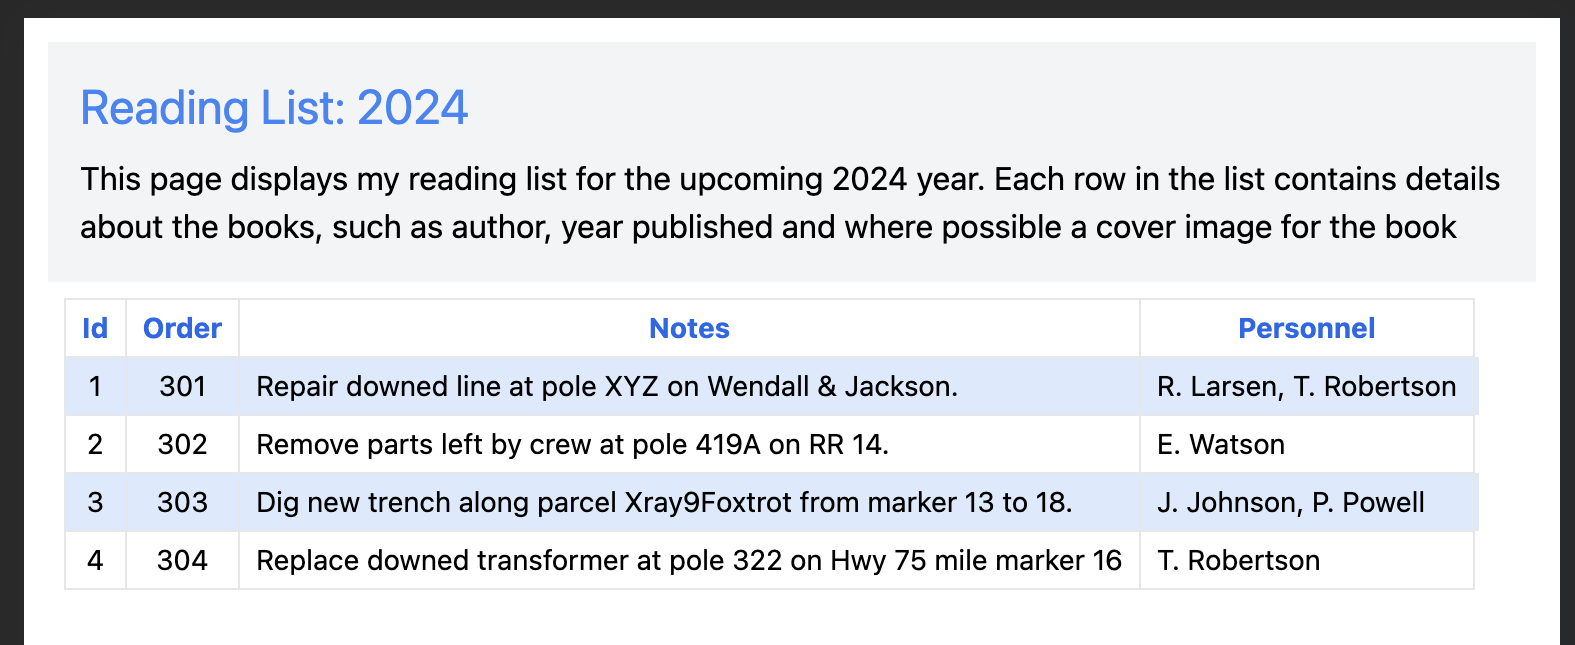 Reading List: 2024
This page displays my reading list for the upcoming 2024 year. Each row in the list contains details
about the books, such as author, year published and where possible a cover image for the book
Id Order Notes Personnel
1 301 Repair downed line at pole XYZ on Wendall & Jackson. R. Larsen, T. Robertson
2 302 Remove parts left by crew at pole 419A on RR 14. E. Watson
3 303 Dig new trench along parcel Xray9Foxtrot from marker 13 to 18. J. Johnson, P. Powell
4 304 Replace downed transformer at pole 322 on Hwy 75 mile marker 16 T. Robertson